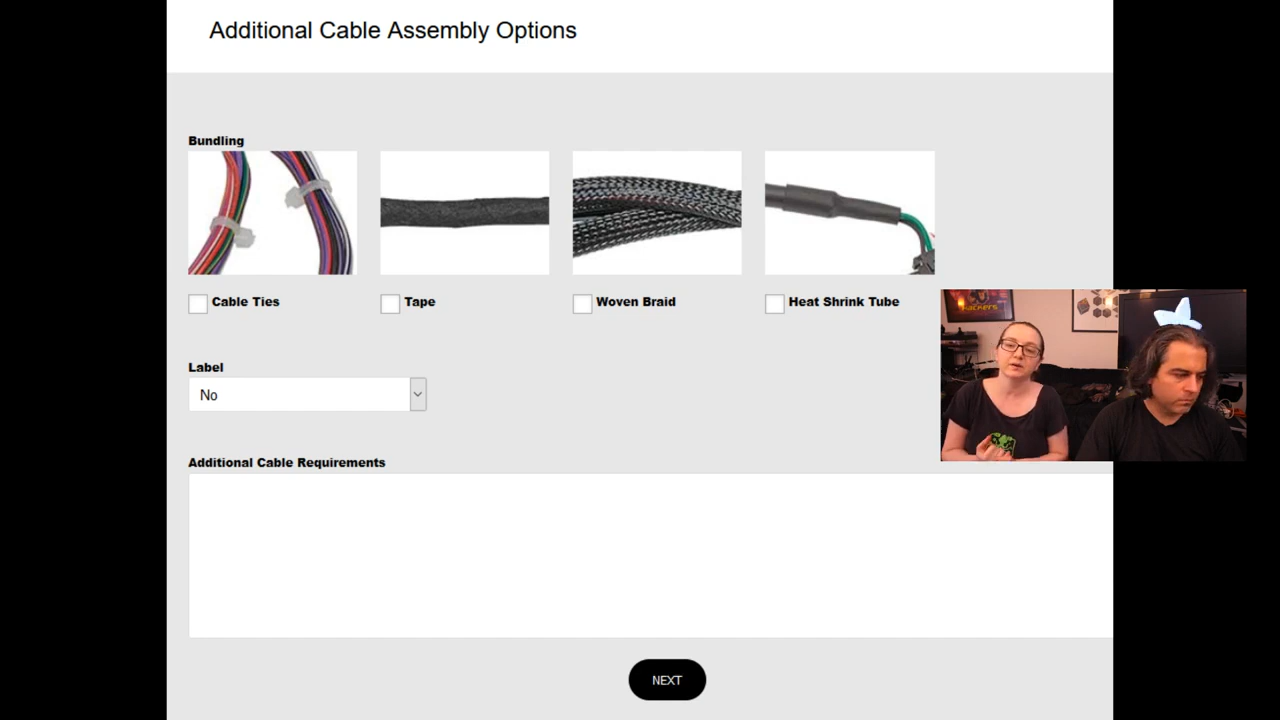 Additional Cable Assembly Options
Bundling
Cable Ties
Tape
Woven Braid
Heat Shrink Tube
Label
No
Additional Cable Requirements
NEXT